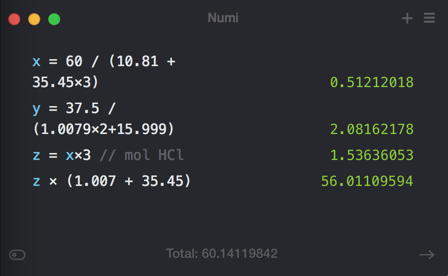 Numi
x = 60 / (10.81 +
35.45×3)
0.51212018
y = 37.5 /
(1.0079×2+15.999)
2.08162178
z = x×3 // mol HCl
1.53636053
z × (1.007 + 35.45)
56.01109594
Total: 60.14119842